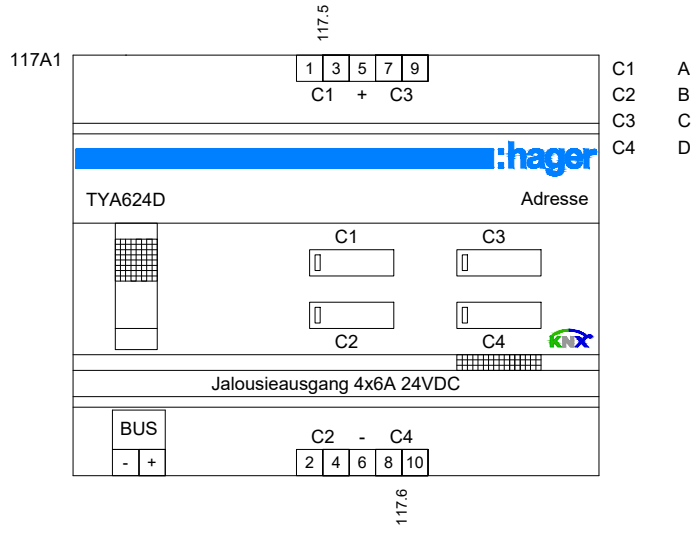 117.5
117A1
1 3 5 7 9
C1 A
C1 + C3
C2 B
C3 C
:hager
C4 D
TYA624D Adresse
C1 C3
C2 C4
KNX
Jalousieausgang 4x6A 24VDC
BUS
C2 - C4
- + 2 4 6 8 10
117.6